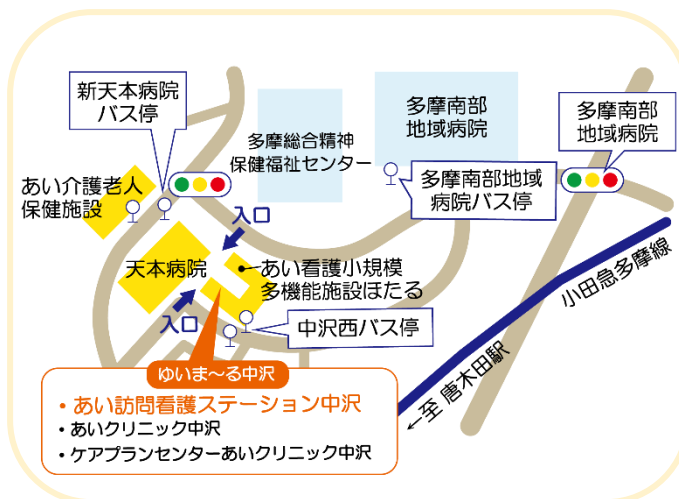 新天本病院
バス停
多摩総合精神
保健福祉センター
多摩南部
地域病院
多摩南部
地域病院
多摩南部地域
病院バス停
あい介護老人
保健施設
入口
天本病院
あい看護小規模
多機能施設ほたる
入口
中沢西バス停
小田急多摩線
←至 唐木田駅
ゆいま～る中沢
・あい訪問看護ステーション中沢
・あいクリニック中沢
・ケアプランセンターあいクリニック中沢